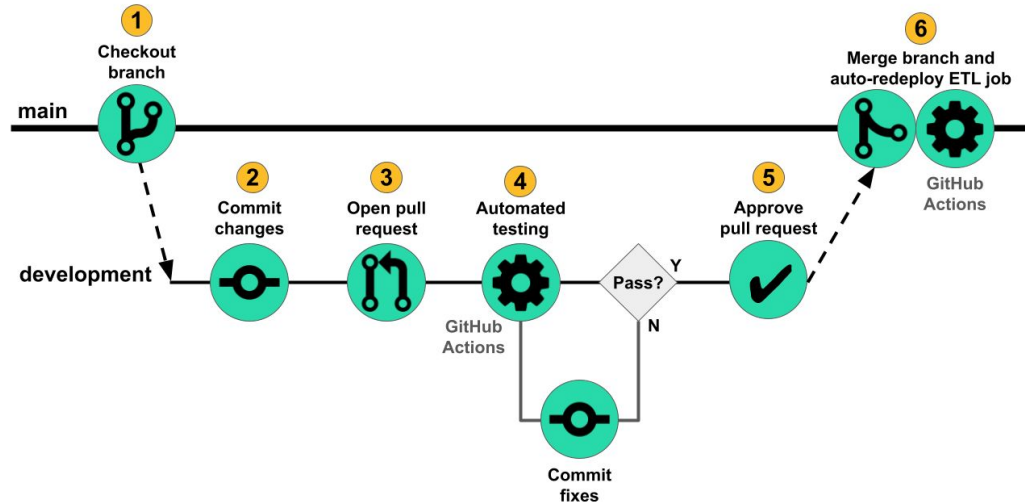 1
Checkout
branch
6
Merge branch and
auto-redeploy ETL job
main
GitHub
Actions
2
Commit
changes
3
Open pull
request
4
Automated
testing
5
Approve
pull request
development
Pass?
Y
N
GitHub
Actions
Commit
fixes